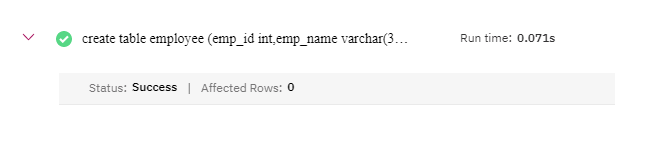 create table employee (emp_id int,emp_name varchar(3... Run time: 0.071s
Status: Success | Affected Rows: 0